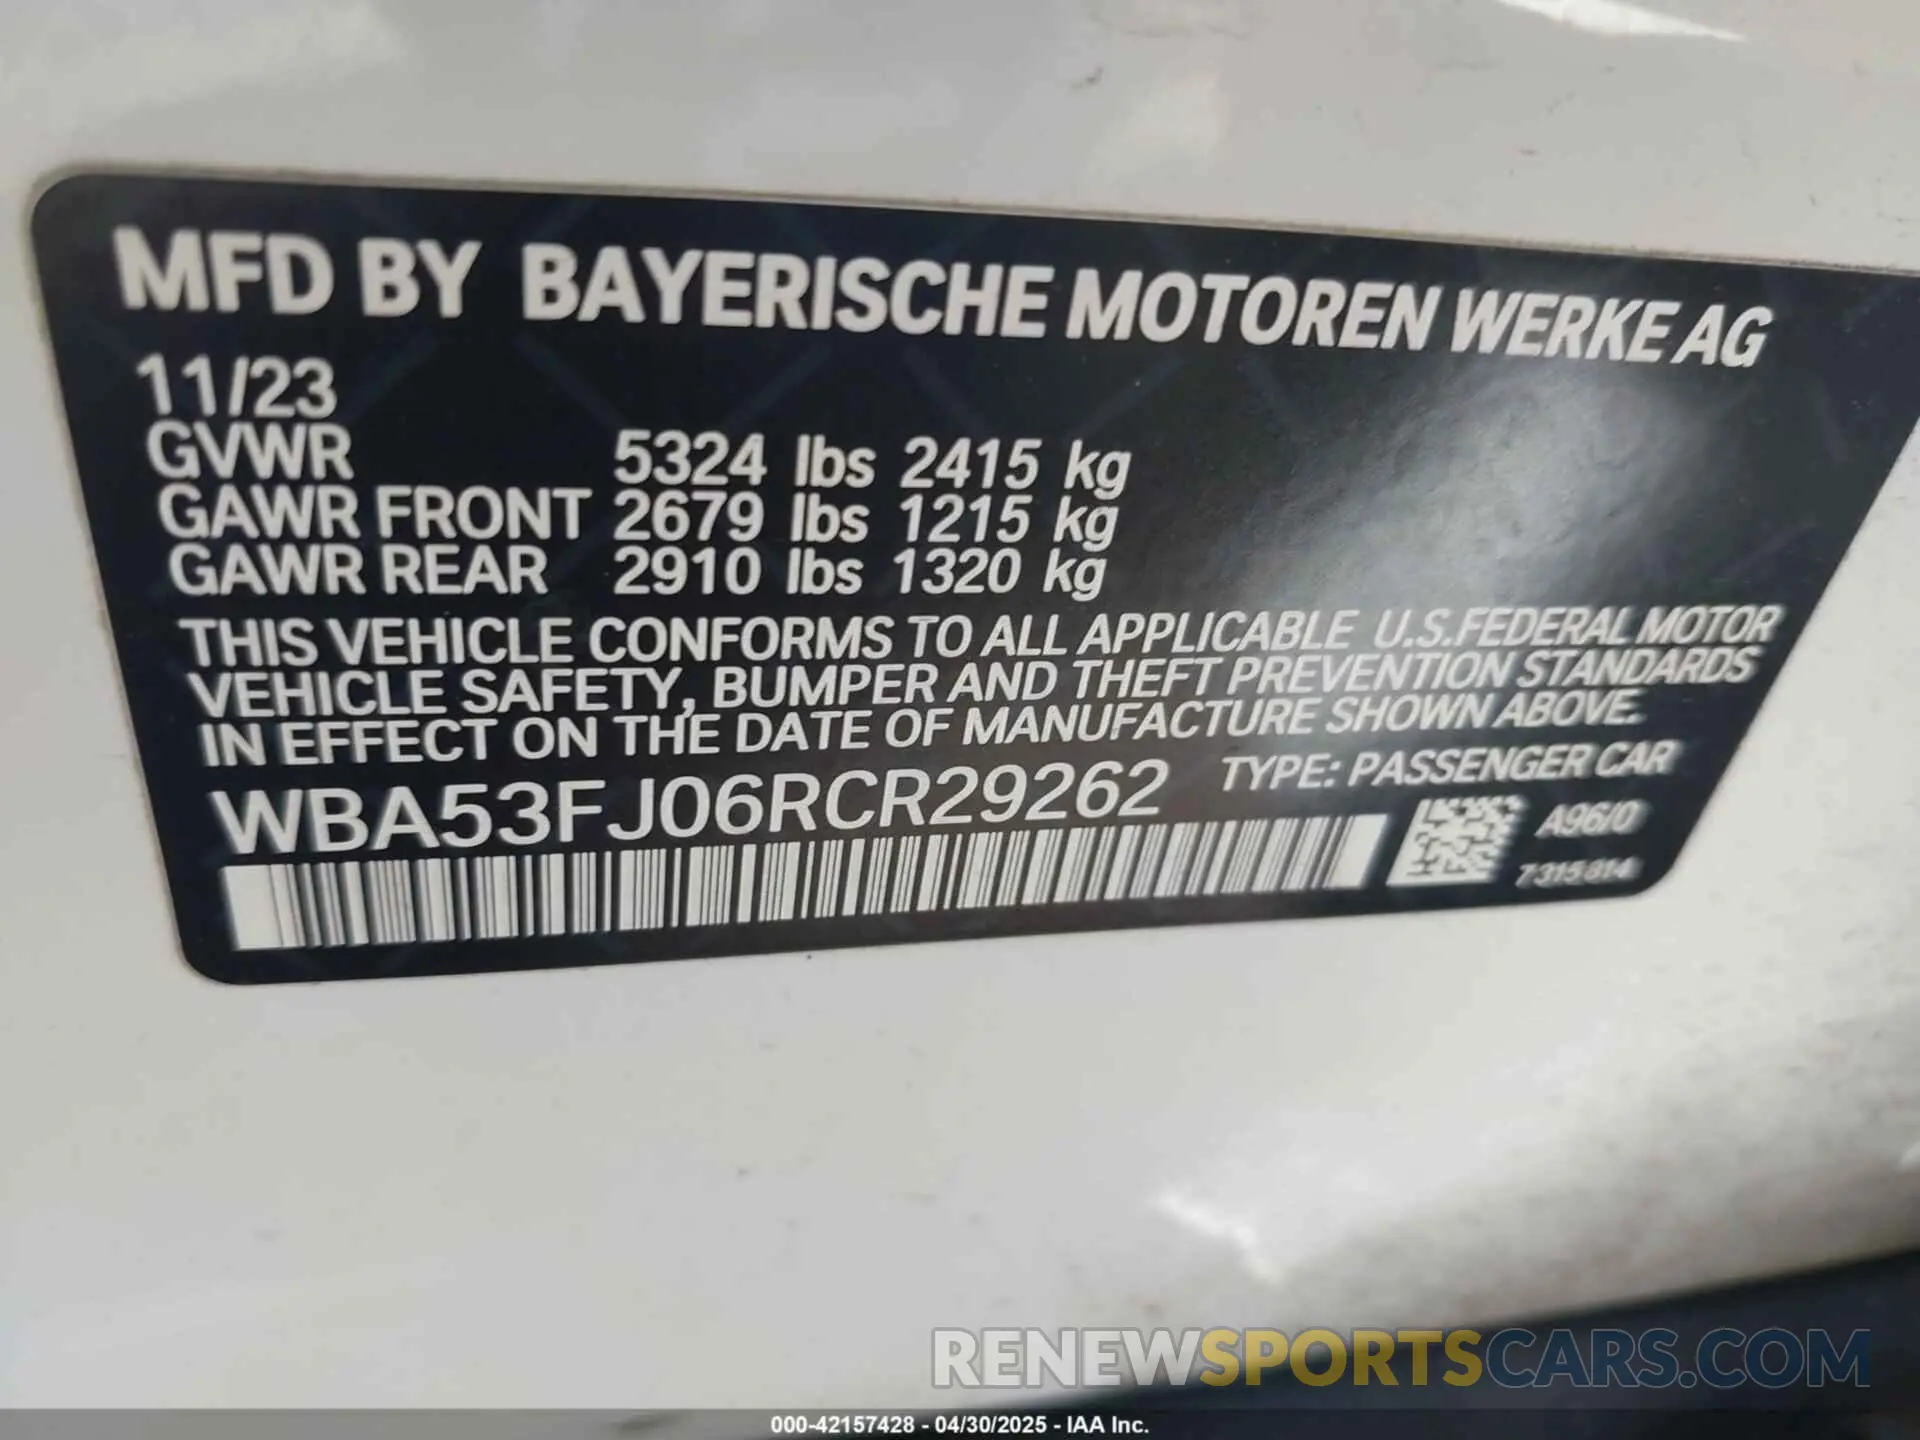 MFD BY BAYERISCHE MOTOREN WERKE AG
11/23
GVWR 5324 lbs 2415 kg
GAWR FRONT 2679 lbs 1215 kg
GAWR REAR 2910 lbs 1320 kg
THIS VEHICLE CONFORMS TO ALL APPLICABLE U.S.FEDERAL MOTOR
VEHICLE SAFETY, BUMPER AND THEFT PREVENTION STANDARDS
IN EFFECT ON THE DATE OF MANUFACTURE SHOWN ABOVE.
WBA53FJ06RCR29262 TYPE: PASSENGER CAR
A96/0
7315814
RENEWSPORTSCARS.COM
000-42157428 - 04/30/2025 - IAA Inc.